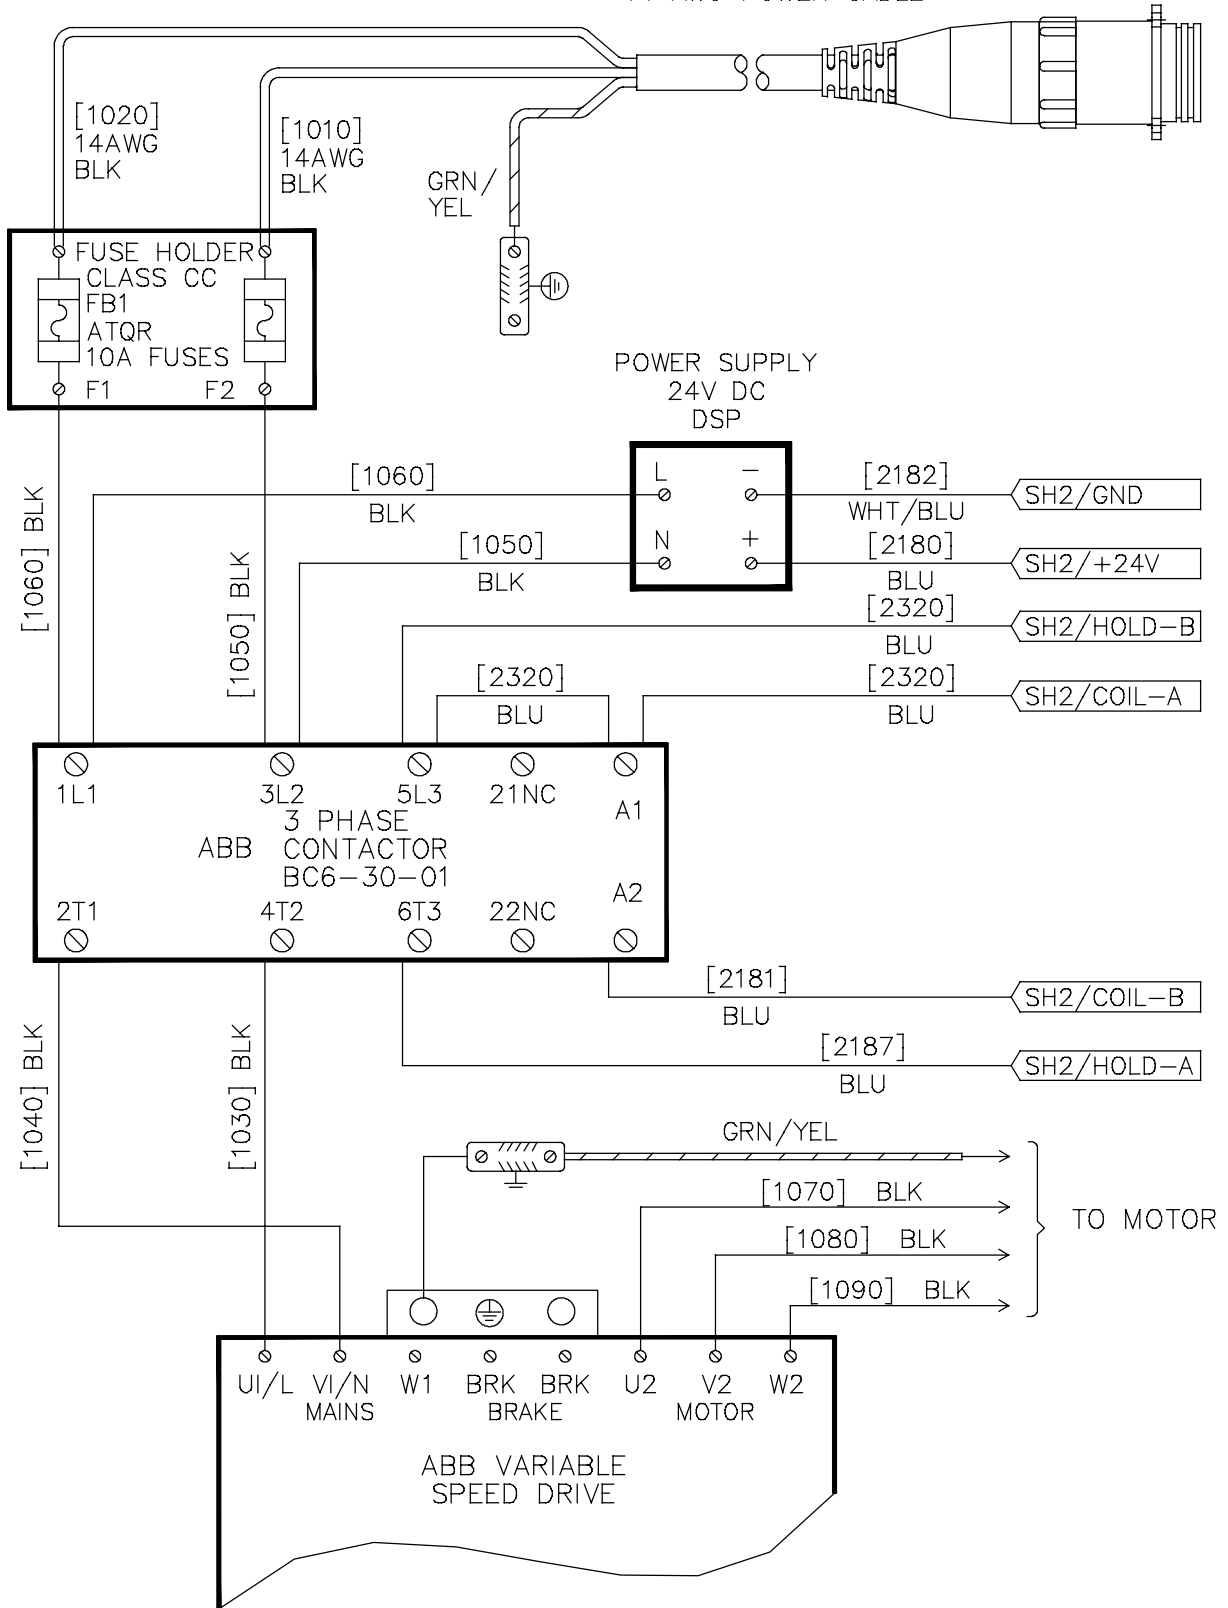 [1020]
14AWG
BLK
[1010]
14AWG
BLK
GRN/
YEL
FUSE HOLDER
CLASS CC
FB1
ATQR
10A FUSES
F1
F2
POWER SUPPLY
24V DC
DSP
L
–
N
+
[1060]
BLK
[1050]
BLK
[2182]
WHT/BLU
SH2/GND
[2180]
BLU
SH2/+24V
[2320]
BLU
SH2/HOLD–B
[2320]
BLU
[2320]
BLU
SH2/COIL–A
[1060] BLK
[1050] BLK
1L1
3L2
5L3
21NC
A1
ABB
3 PHASE
CONTACTOR
BC6–30–01
2T1
4T2
6T3
22NC
A2
[2181]
BLU
SH2/COIL–B
[2187]
BLU
SH2/HOLD–A
[1040] BLK
[1030] BLK
GRN/YEL
[1070] BLK
[1080] BLK
[1090] BLK
TO MOTOR
UI/L
VI/N
W1
BRK
BRK
U2
V2
W2
MAINS
BRAKE
MOTOR
ABB VARIABLE
SPEED DRIVE